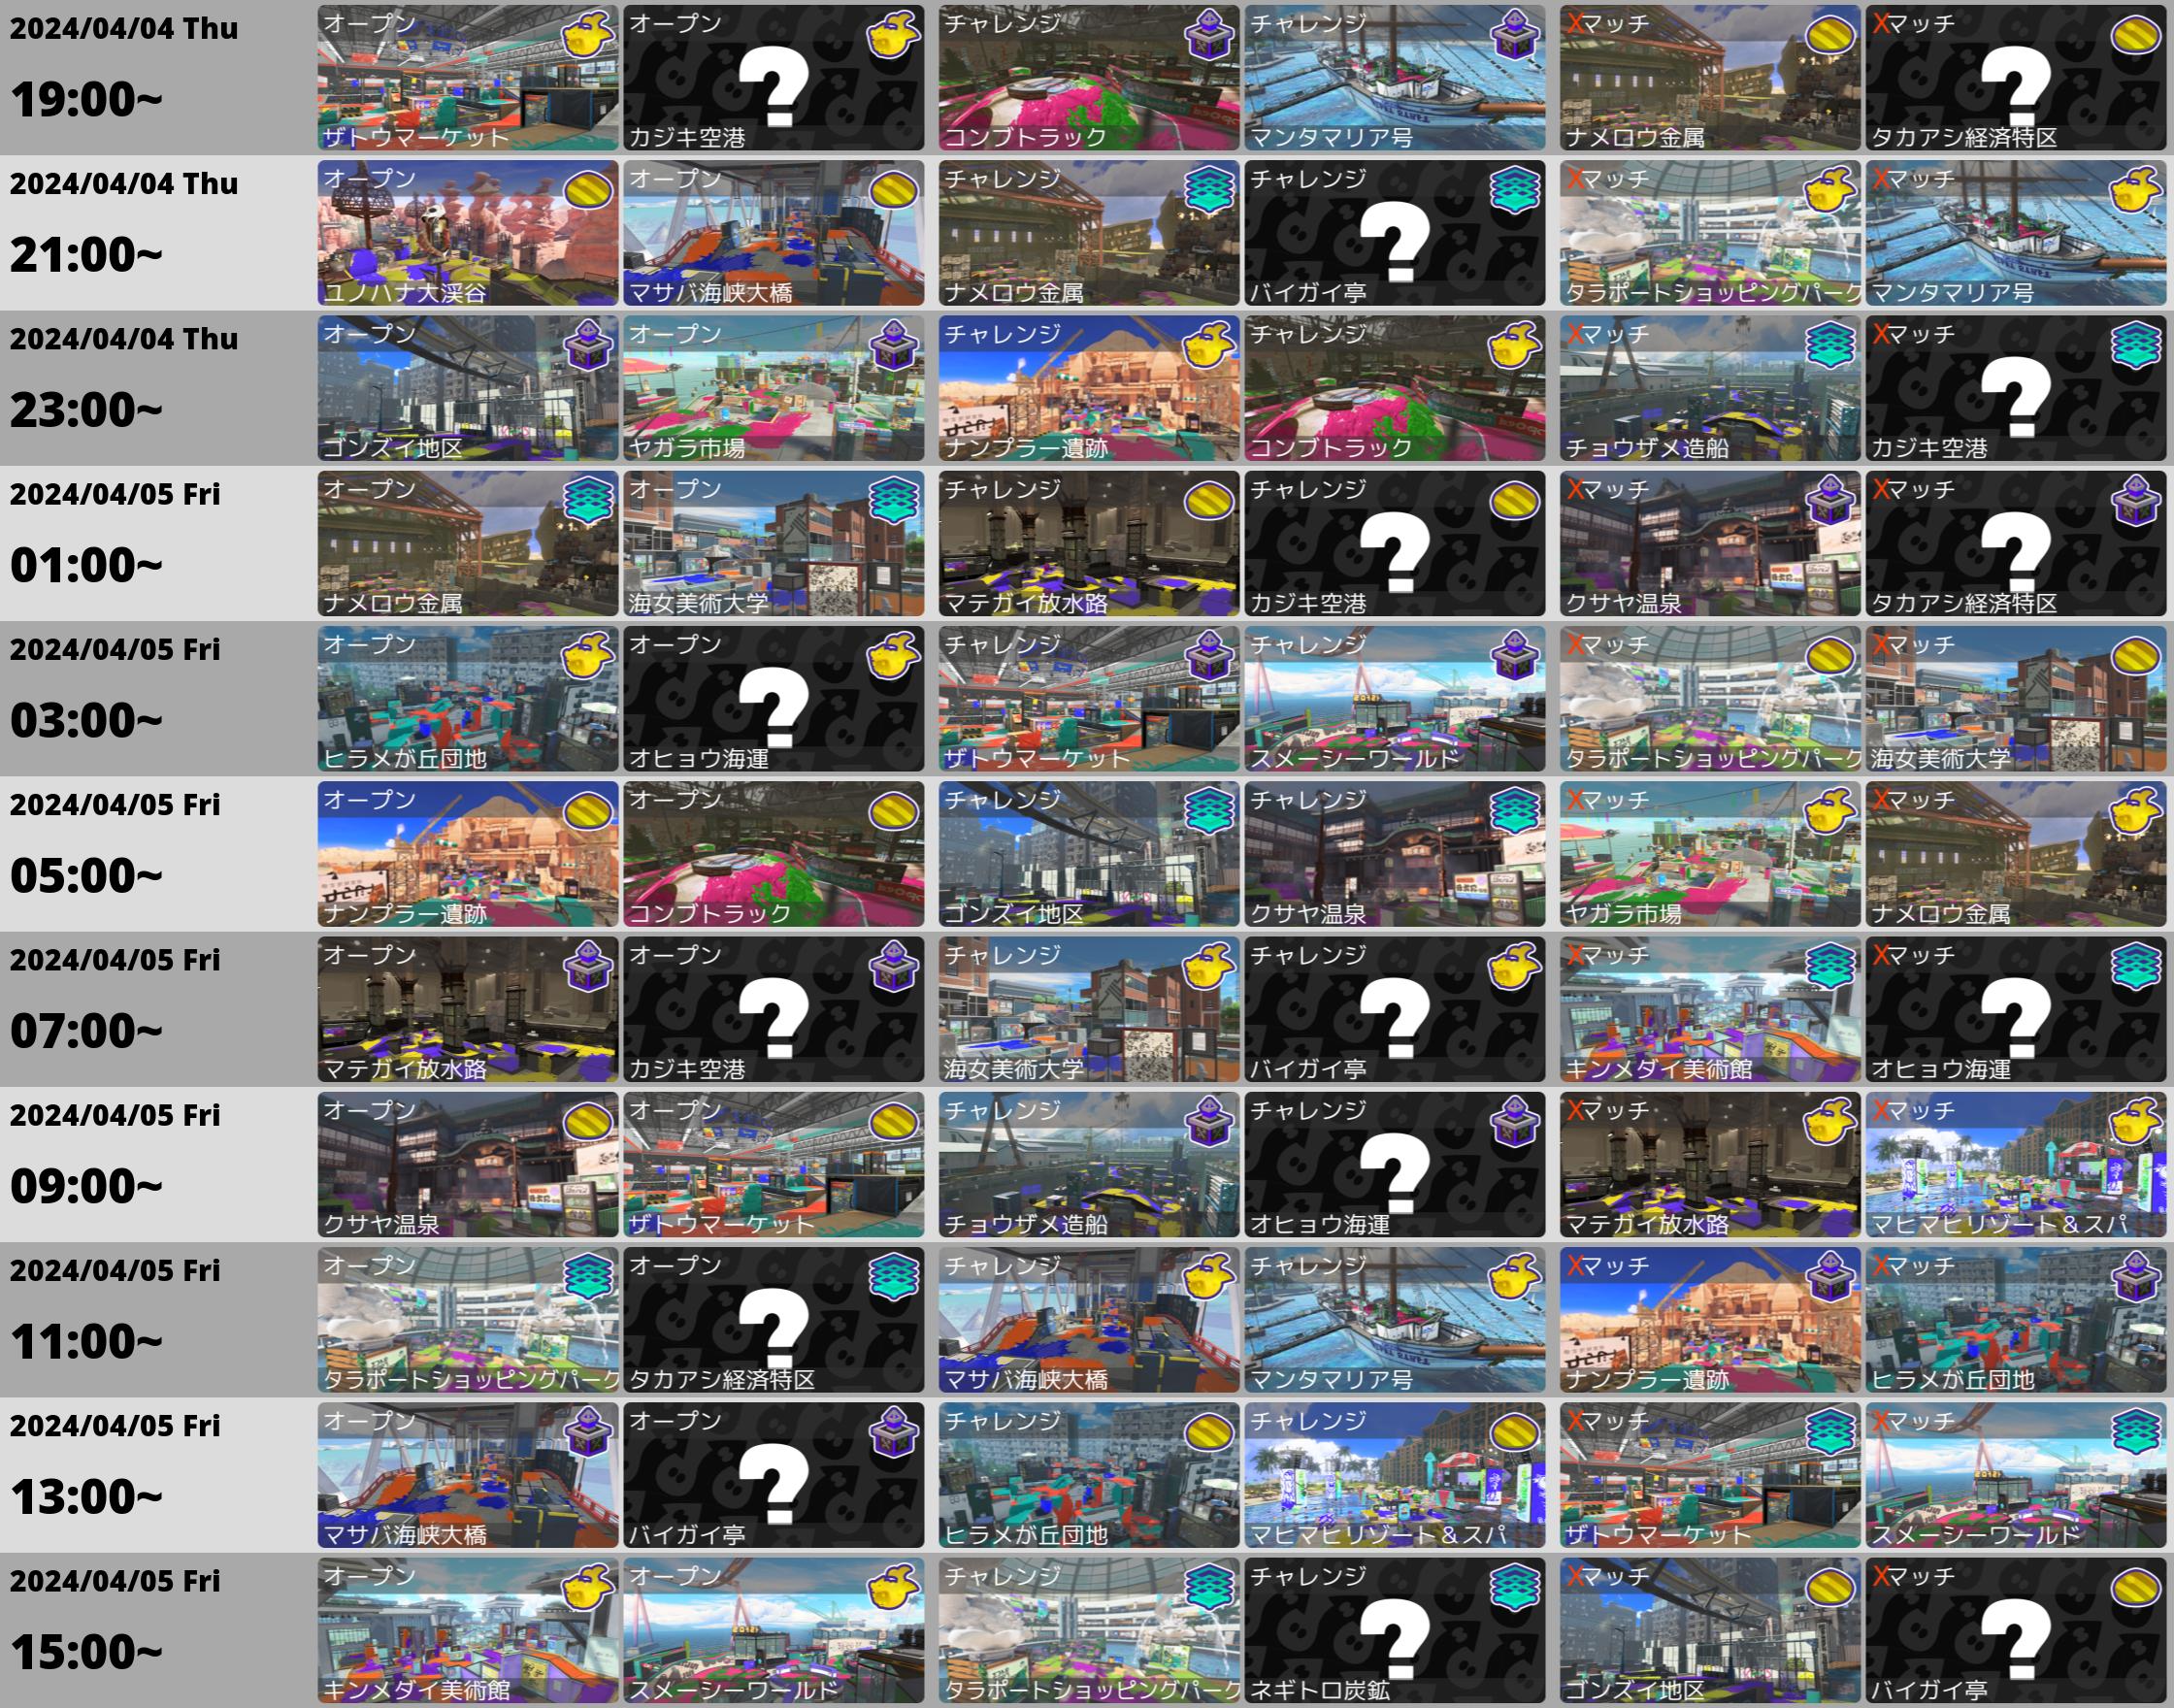 2024/04/04 Thu
19:00~
オープン
ザトウマーケット
オープン
カジキ空港
チャレンジ
コンブトラック
チャレンジ
マンタマリア号
Xマッチ
ナメロウ金属
Xマッチ
タカアシ経済特区
2024/04/04 Thu
21:00~
オープン
ユノハナ大渓谷
オープン
マサバ海峡大橋
チャレンジ
ナメロウ金属
チャレンジ
バイガイ亭
Xマッチ
タラポートショッピングパーク
Xマッチ
マンタマリア号
2024/04/04 Thu
23:00~
オープン
ゴンズイ地区
オープン
ヤガラ市場
チャレンジ
ナンプラー遺跡
チャレンジ
コンブトラック
Xマッチ
チョウザメ造船
Xマッチ
カジキ空港
2024/04/05 Fri
01:00~
オープン
ナメロウ金属
オープン
海女美術大学
チャレンジ
マテガイ放水路
チャレンジ
カジキ空港
Xマッチ
クサヤ温泉
Xマッチ
タカアシ経済特区
2024/04/05 Fri
03:00~
オープン
ヒラメが丘団地
オープン
オヒョウ海運
チャレンジ
ザトウマーケット
チャレンジ
スメーシーワールド
Xマッチ
タラポートショッピングパーク
Xマッチ
海女美術大学
2024/04/05 Fri
05:00~
オープン
ナンプラー遺跡
オープン
コンブトラック
チャレンジ
ゴンズイ地区
チャレンジ
クサヤ温泉
Xマッチ
ヤガラ市場
Xマッチ
ナメロウ金属
2024/04/05 Fri
07:00~
オープン
マテガイ放水路
オープン
カジキ空港
チャレンジ
海女美術大学
チャレンジ
バイガイ亭
Xマッチ
キンメダイ美術館
Xマッチ
オヒョウ海運
2024/04/05 Fri
09:00~
オープン
クサヤ温泉
オープン
ザトウマーケット
チャレンジ
チョウザメ造船
チャレンジ
オヒョウ海運
Xマッチ
マテガイ放水路
Xマッチ
マヒマヒリゾート＆スパ
2024/04/05 Fri
11:00~
オープン
タラポートショッピングパーク
オープン
タカアシ経済特区
チャレンジ
マサバ海峡大橋
チャレンジ
マンタマリア号
Xマッチ
ナンプラー遺跡
Xマッチ
ヒラメが丘団地
2024/04/05 Fri
13:00~
オープン
マサバ海峡大橋
オープン
バイガイ亭
チャレンジ
ヒラメが丘団地
チャレンジ
マヒマヒリゾート＆スパ
Xマッチ
ザトウマーケット
Xマッチ
スメーシーワールド
2024/04/05 Fri
15:00~
オープン
キンメダイ美術館
オープン
スメーシーワールド
チャレンジ
タラポートショッピングパーク
チャレンジ
ネギトロ炭鉱
Xマッチ
ゴンズイ地区
Xマッチ
バイガイ亭